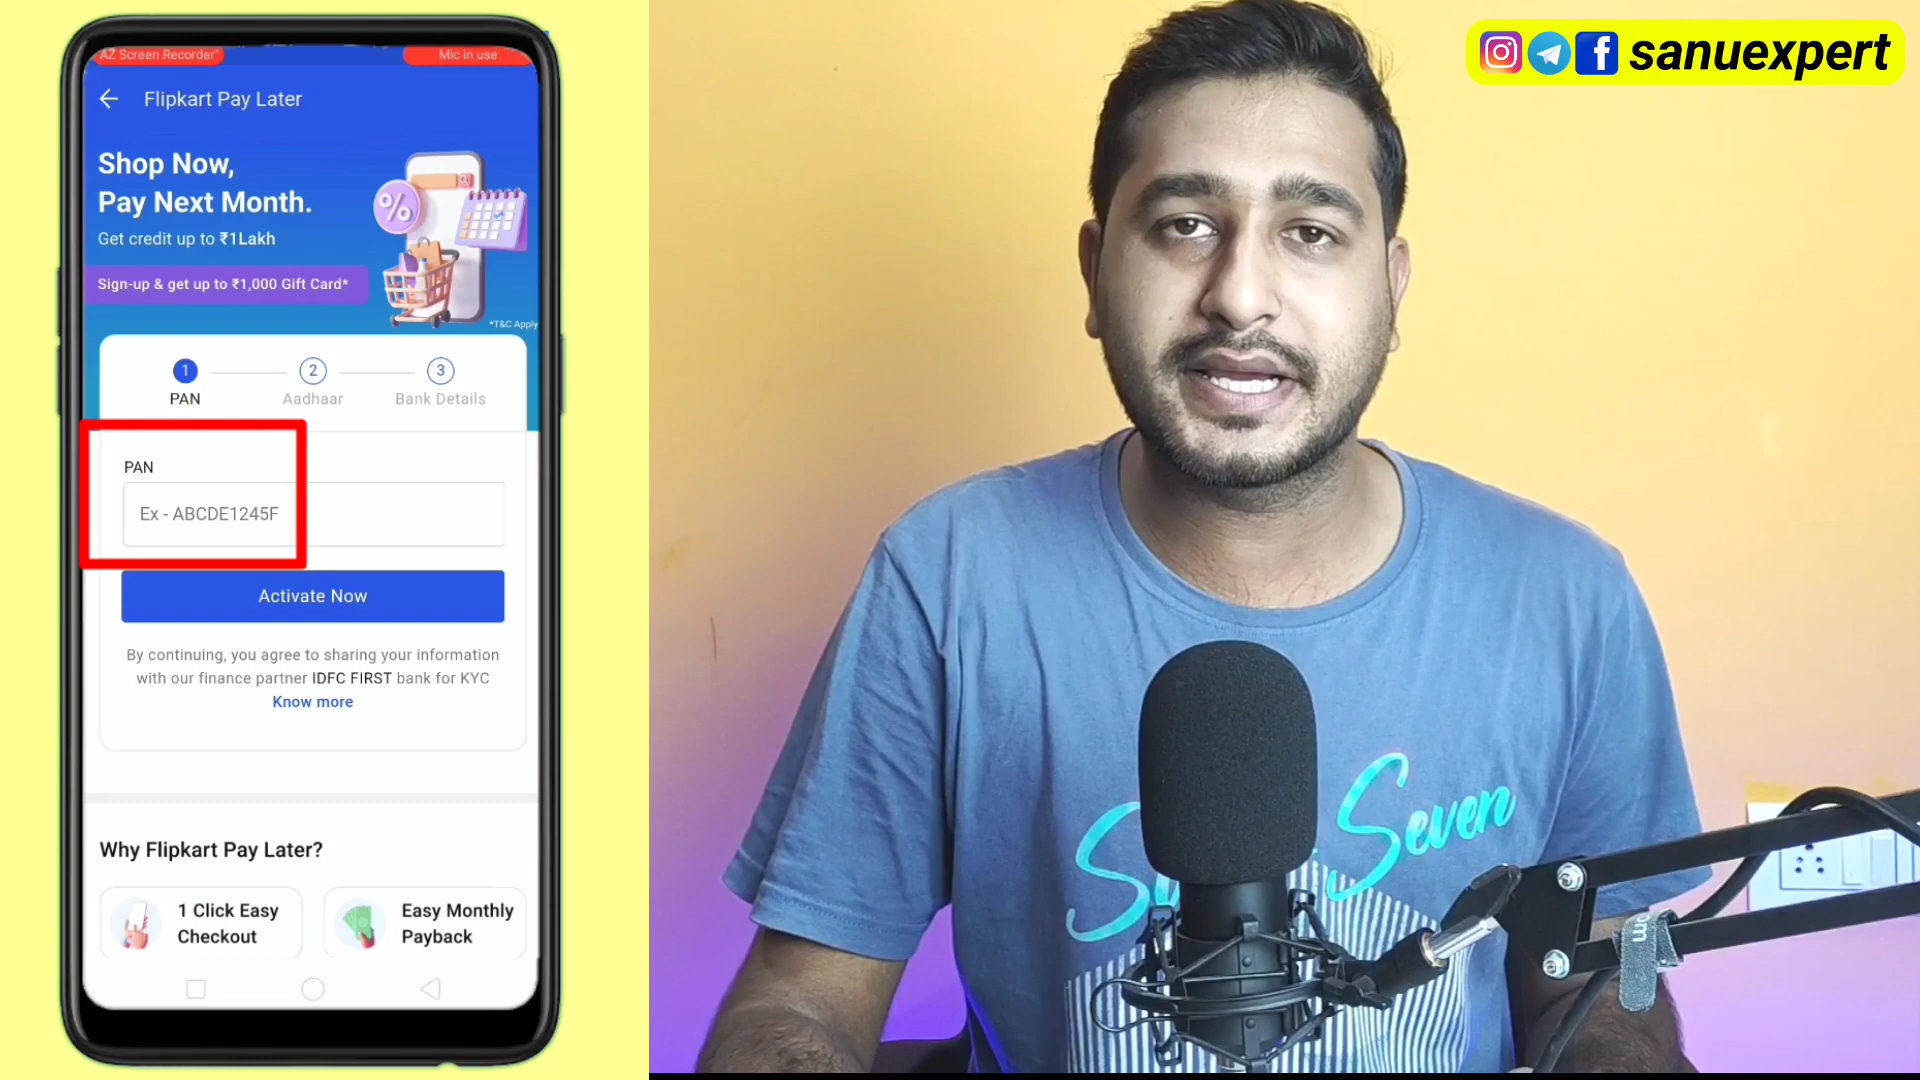 AZ Screen Recorder"
Mic in use
Flipkart Pay Later
Shop Now,
Pay Next Month.
Get credit up to ₹1Lakh
Sign-up & get up to ₹1,000 Gift Card*
*T&C Apply
1
2
3
PAN
Aadhaar
Bank Details
PAN
Ex - ABCDE1245F
Activate Now
By continuing, you agree to sharing your information
with our finance partner IDFC FIRST bank for KYC
Know more
Why Flipkart Pay Later?
1 Click Easy
Checkout
Easy Monthly
Payback
sanuexpert
Seven